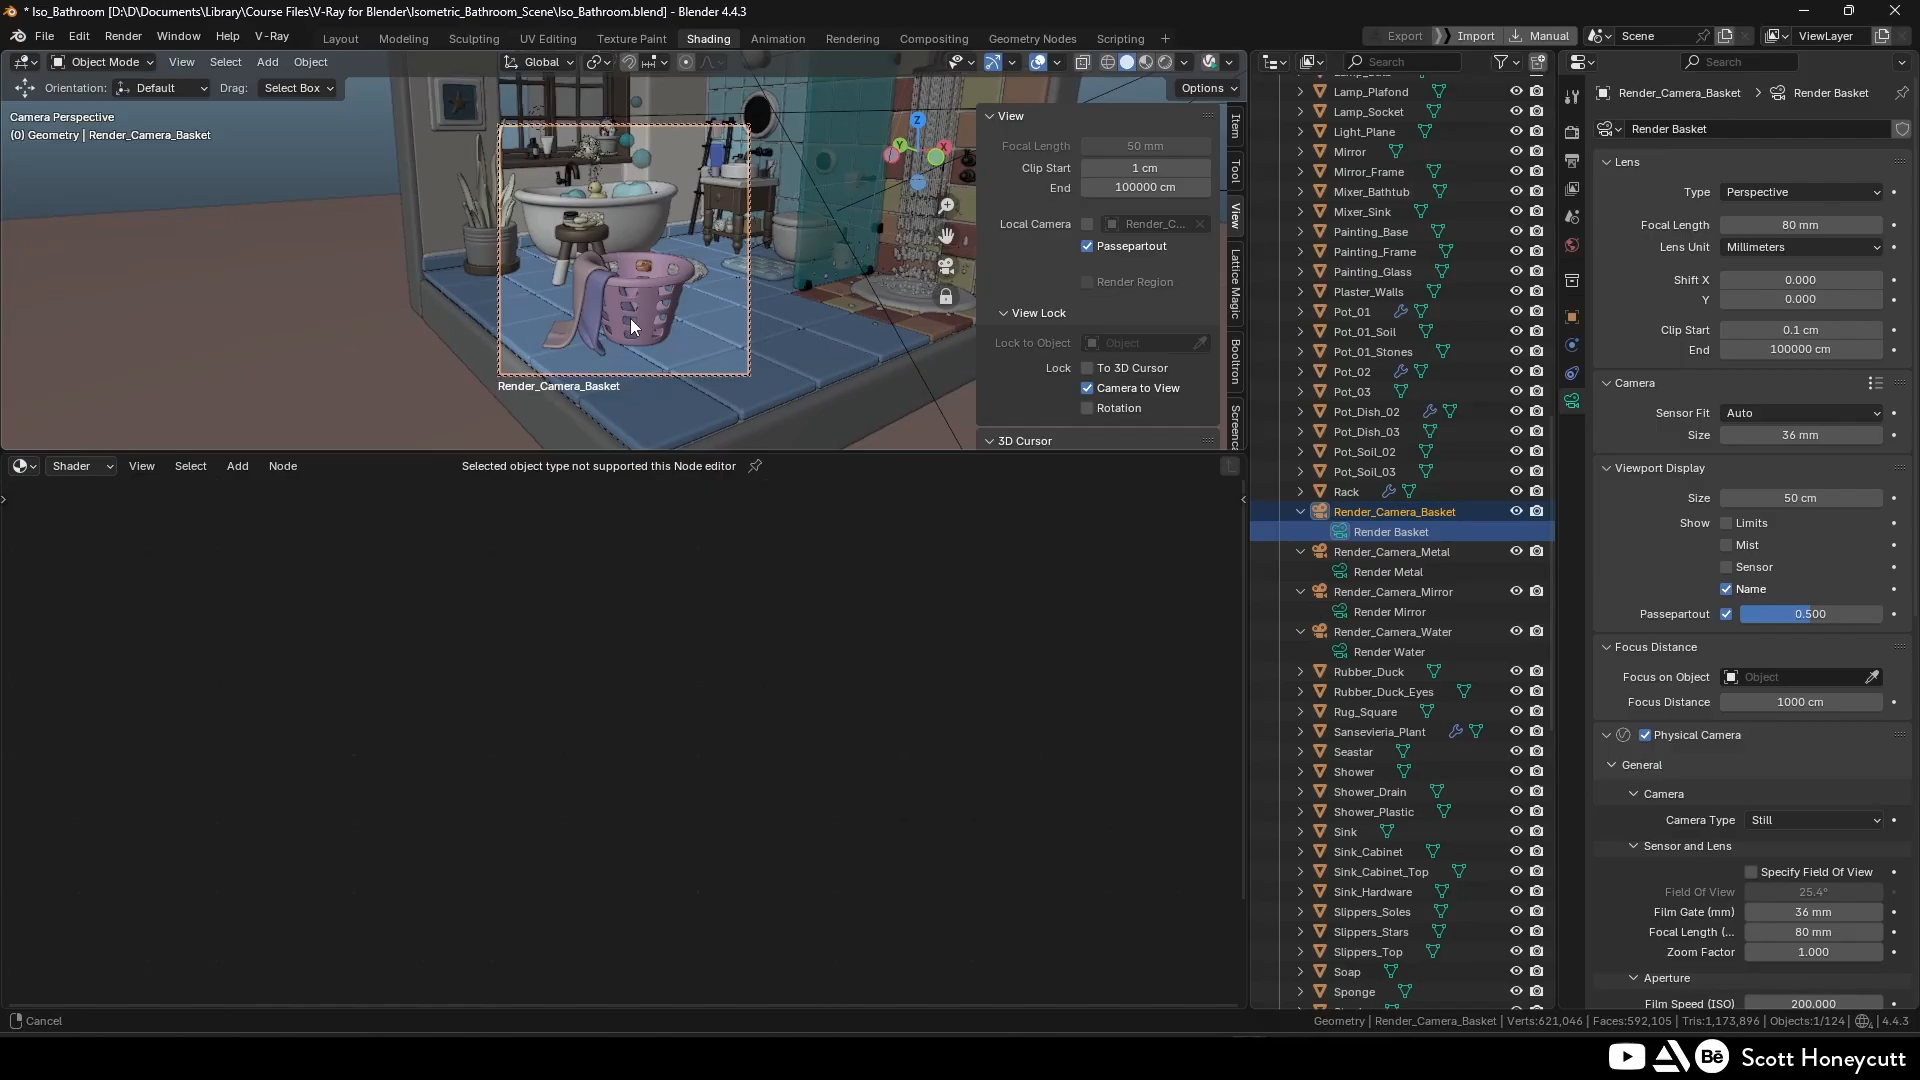 * Iso_Bathroom [D:\D\Documents\Library\Course Files\V-Ray for Blender\Isometric_Bathroom_Scene\Iso_Bathroom.blend] - Blender 4.4.3
File Edit Render Window Help V-Ray Layout Modeling Sculpting UV Editing Texture Paint Shading Animation Rendering Compositing Geometry Nodes Scripting + Export Import Manual Scene ViewLayer
Object Mode View Select Add Object Global Search Search
Orientation: Default Drag: Select Box Options
Camera Perspective
(0) Geometry | Render_Camera_Basket
Z
Y
X
Render_Camera_Basket
View
Focal Length 50 mm
Clip Start 1 cm
End 100000 cm
Local Camera Render_C...
Passepartout
Render Region
View Lock
Lock to Object Object
Lock To 3D Cursor
Camera to View
Rotation
3D Cursor
Item
Tool
View
Lattice Magic
Booltron
Screenc
Shader View Select Add Node Selected object type not supported this Node editor
Lamp_Plafond
Lamp_Socket
Light_Plane
Mirror
Mirror_Frame
Mixer_Bathtub
Mixer_Sink
Painting_Base
Painting_Frame
Painting_Glass
Plaster_Walls
Pot_01
Pot_01_Soil
Pot_01_Stones
Pot_02
Pot_03
Pot_Dish_02
Pot_Dish_03
Pot_Soil_02
Pot_Soil_03
Rack
Render_Camera_Basket
Render Basket
Render_Camera_Metal
Render Metal
Render_Camera_Mirror
Render Mirror
Render_Camera_Water
Render Water
Rubber_Duck
Rubber_Duck_Eyes
Rug_Square
Sansevieria_Plant
Seastar
Shower
Shower_Drain
Shower_Plastic
Sink
Sink_Cabinet
Sink_Cabinet_Top
Sink_Hardware
Slippers_Soles
Slippers_Stars
Slippers_Top
Soap
Sponge
Render_Camera_Basket > Render Basket
Render Basket
Lens
Type Perspective
Focal Length 80 mm
Lens Unit Millimeters
Shift X 0.000
Y 0.000
Clip Start 0.1 cm
End 100000 cm
Camera
Sensor Fit Auto
Size 36 mm
Viewport Display
Size 50 cm
Show Limits
Mist
Sensor
Name
Passepartout 0.500
Focus Distance
Focus on Object Object
Focus Distance 1000 cm
Physical Camera
General
Camera
Camera Type Still
Sensor and Lens
Specify Field Of View
Field Of View 25.4°
Film Gate (mm) 36 mm
Focal Length (... 80 mm
Zoom Factor 1.000
Aperture
Film Speed (ISO) 200.000
Cancel Geometry | Render_Camera_Basket | Verts:621,046 | Faces:592,105 | Tris:1,173,896 | Objects:1/124 | 4.4.3
Bē Scott Honeycutt